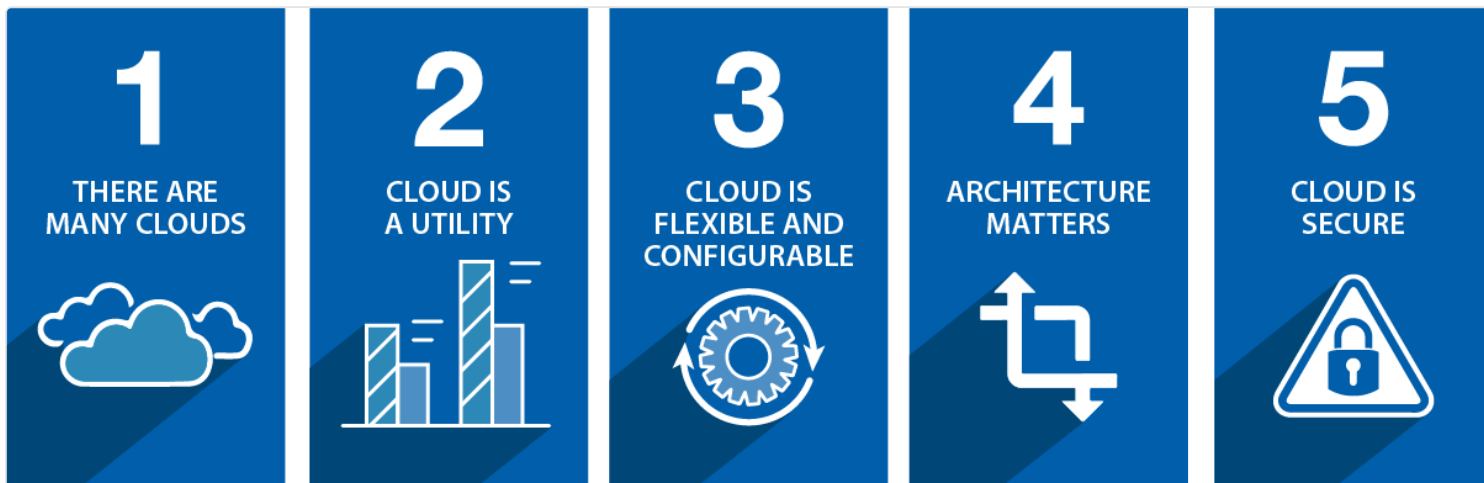 1
THERE ARE
MANY CLOUDS
2
CLOUD IS
A UTILITY
3
CLOUD IS
FLEXIBLE AND
CONFIGURABLE
4
ARCHITECTURE
MATTERS
5
CLOUD IS
SECURE